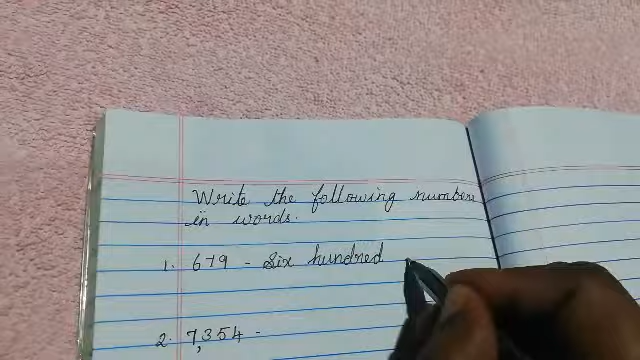 Write the following numbers
in words.
1. 679 - Six hundred
2. 7,354 -